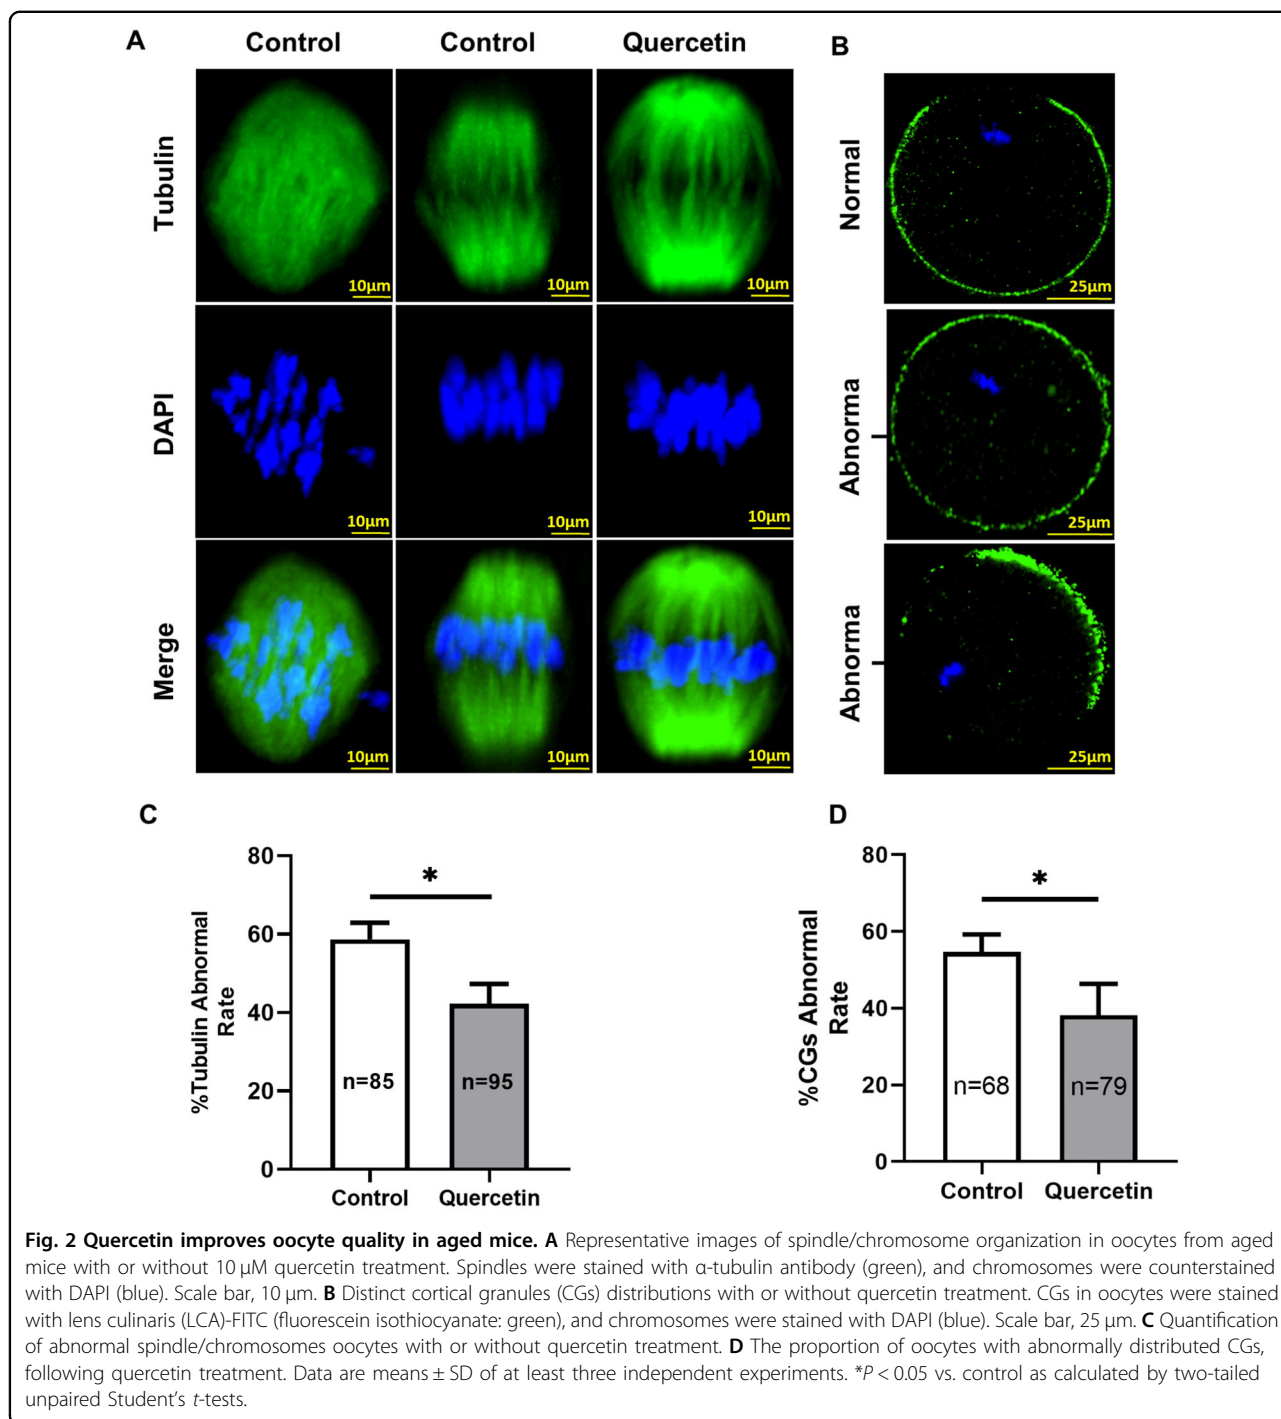 A
Control
Control
Quercetin
B
Tubulin
10μm
10μm
10μm
Normal
25μm
DAPI
10μm
10μm
10μm
Abnorma
25μm
Merge
10μm
10μm
10μm
Abnorma
25μm
C
%Tubulin Abnormal
Rate
80
60
40
20
0
*
n=85
n=95
Control
Quercetin
D
%CGs Abnormal
Rate
80
60
40
20
0
*
n=68
n=79
Control
Quercetin
Fig. 2 Quercetin improves oocyte quality in aged mice. A Representative images of spindle/chromosome organization in oocytes from aged
mice with or without 10 μM quercetin treatment. Spindles were stained with α-tubulin antibody (green), and chromosomes were counterstained
with DAPI (blue). Scale bar, 10 μm. B Distinct cortical granules (CGs) distributions with or without quercetin treatment. CGs in oocytes were stained
with lens culinaris (LCA)-FITC (fluorescein isothiocyanate: green), and chromosomes were stained with DAPI (blue). Scale bar, 25 μm. C Quantification
of abnormal spindle/chromosomes oocytes with or without quercetin treatment. D The proportion of oocytes with abnormally distributed CGs,
following quercetin treatment. Data are means ± SD of at least three independent experiments. *P < 0.05 vs. control as calculated by two-tailed
unpaired Student's t-tests.